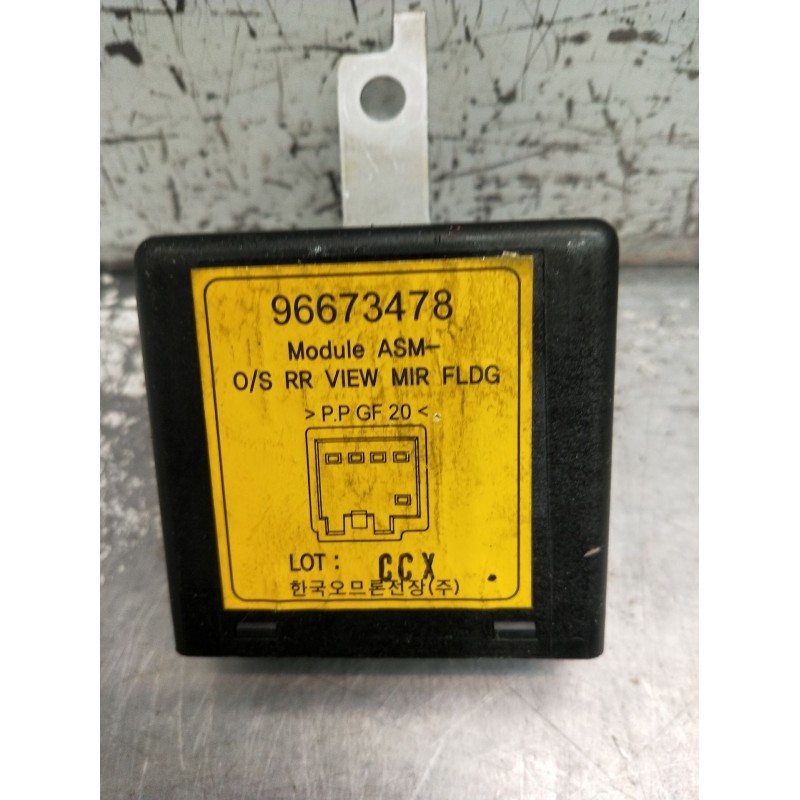 96673478
Module ASM-
O/S RR VIEW MIR FLDG
> P.P GF 20 <
LOT : CCX
한국오므론전장(주)